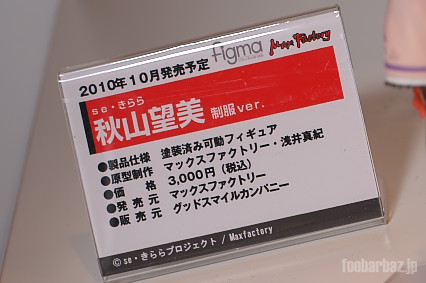 2010年10月発売予定 figma Max Factory
se・きらら
秋山望美 制服ver.
●製品仕様 塗装済み可動フィギュア
●原型制作 マックスファクトリー・浅井真紀
●価 格 3,000円(税込)
●発 売 元 マックスファクトリー
●販 売 元 グッドスマイルカンパニー
©se・きららプロジェクト / Maxfactory
foobarbaz.jp